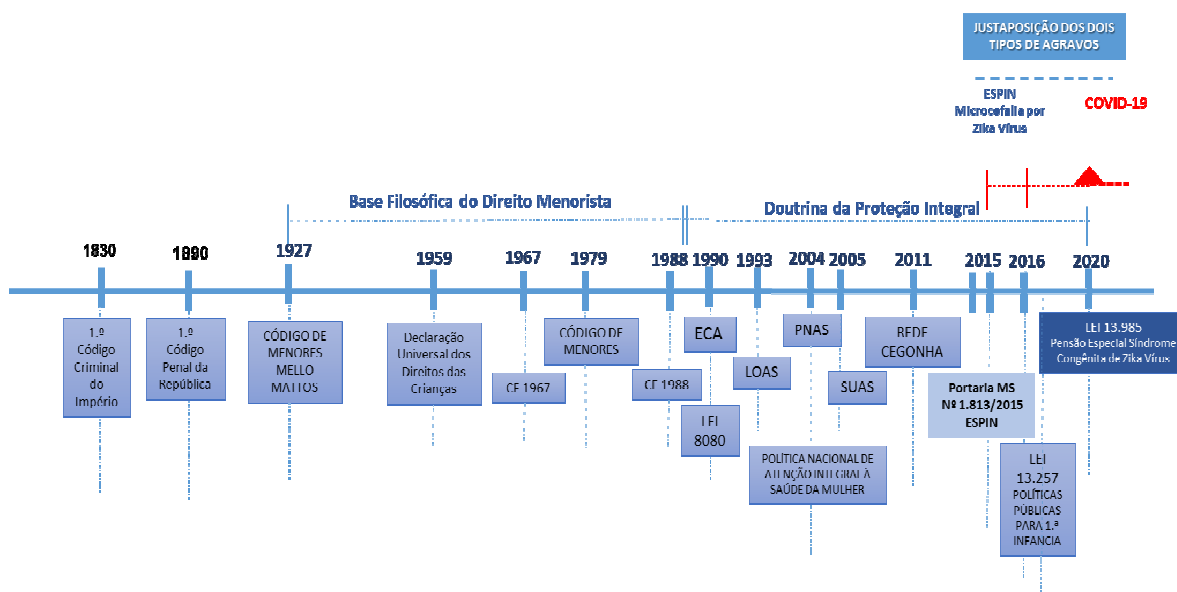 JUSTAPOSIÇÃO DOS DOIS
TIPOS DE AGRAVOS
ESPIN
Microcefalia por
Zika Vírus
COVID-19
Base Filosófica do Direito Menorista
Doutrina da Proteção Integral
1830
1890
1927
1959
1967
1979
1988
1990
1993
2004
2005
2011
2015
2016
2020
1.º
Código
Criminal
do
Império
1.º
Código
Penal da
República
CÓDIGO DE
MENORES
MELLO
MATTOS
Declaração
Universal dos
Direitos das
Crianças
CF 1967
CÓDIGO DE
MENORES
CF 1988
ECA
LEI
8080
LOAS
PNAS
POLÍTICA NACIONAL DE
ATENÇÃO INTEGRAL À
SAÚDE DA MULHER
SUAS
REDE
CEGONHA
Portaria MS
Nº 1.813/2015
ESPIN
LEI
13.257
POLÍTICAS
PÚBLICAS
PARA 1.ª
INFANCIA
LEI 13.985
Pensão Especial Síndrome
Congênita de Zika Vírus